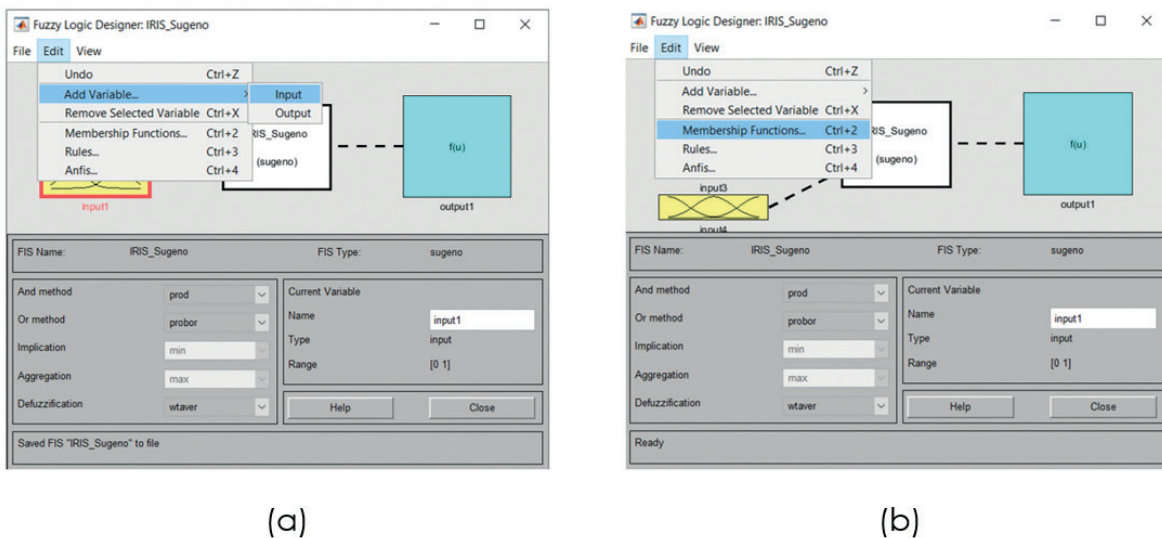 Fuzzy Logic Designer: IRIS_Sugeno
File Edit View
Undo Ctrl+Z
Add Variable... > Input
Remove Selected Variable Ctrl+X Output
Membership Functions... Ctrl+2
Rules... Ctrl+3
Anfis... Ctrl+4
RIS_Sugeno
(sugeno)
f(u)
input1
output1
FIS Name: IRIS_Sugeno FIS Type: sugeno
And method prod
Or method probor
Implication min
Aggregation max
Defuzzification wtaver
Current Variable
Name input1
Type input
Range [0 1]
Help Close
Saved FIS "IRIS_Sugeno" to file
(a)
Fuzzy Logic Designer: IRIS_Sugeno
File Edit View
Undo Ctrl+Z
Add Variable... >
Remove Selected Variable Ctrl+X
Membership Functions... Ctrl+2
Rules... Ctrl+3
Anfis... Ctrl+4
RIS_Sugeno
(sugeno)
f(u)
input3
input4
output1
FIS Name: IRIS_Sugeno FIS Type: sugeno
And method prod
Or method probor
Implication min
Aggregation max
Defuzzification wtaver
Current Variable
Name input1
Type input
Range [0 1]
Help Close
Ready
(b)